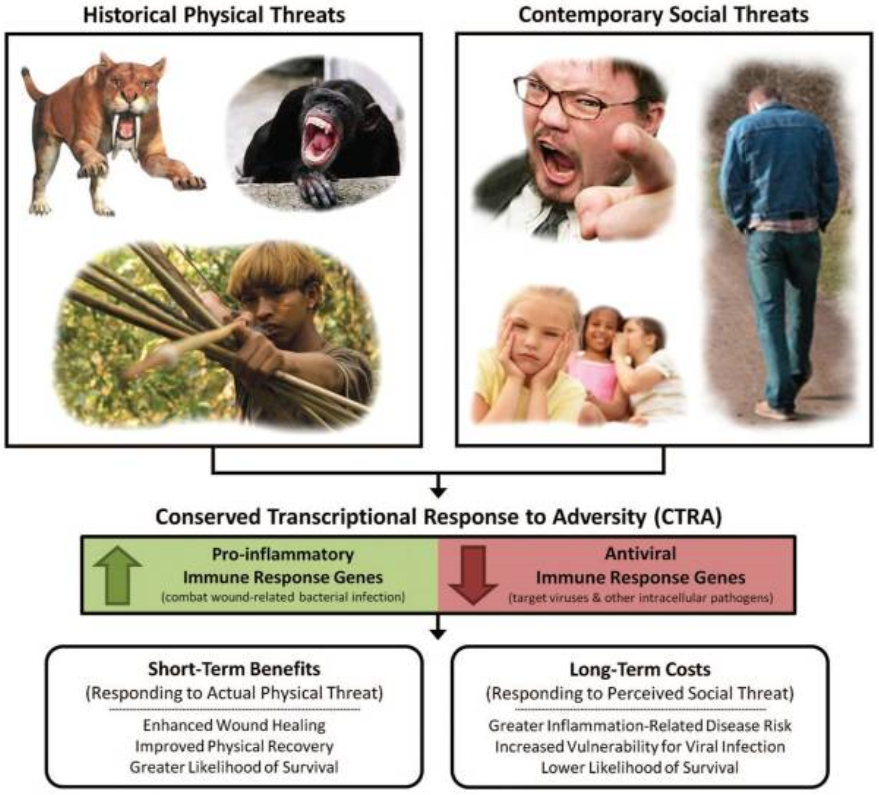 Historical Physical Threats
Contemporary Social Threats
Conserved Transcriptional Response to Adversity (CTRA)
Pro-inflammatory
Immune Response Genes
(combat wound-related bacterial infection)
Antiviral
Immune Response Genes
(target viruses & other intracellular pathogens)
Short-Term Benefits
(Responding to Actual Physical Threat)
Enhanced Wound Healing
Improved Physical Recovery
Greater Likelihood of Survival
Long-Term Costs
(Responding to Perceived Social Threat)
Greater Inflammation-Related Disease Risk
Increased Vulnerability for Viral Infection
Lower Likelihood of Survival